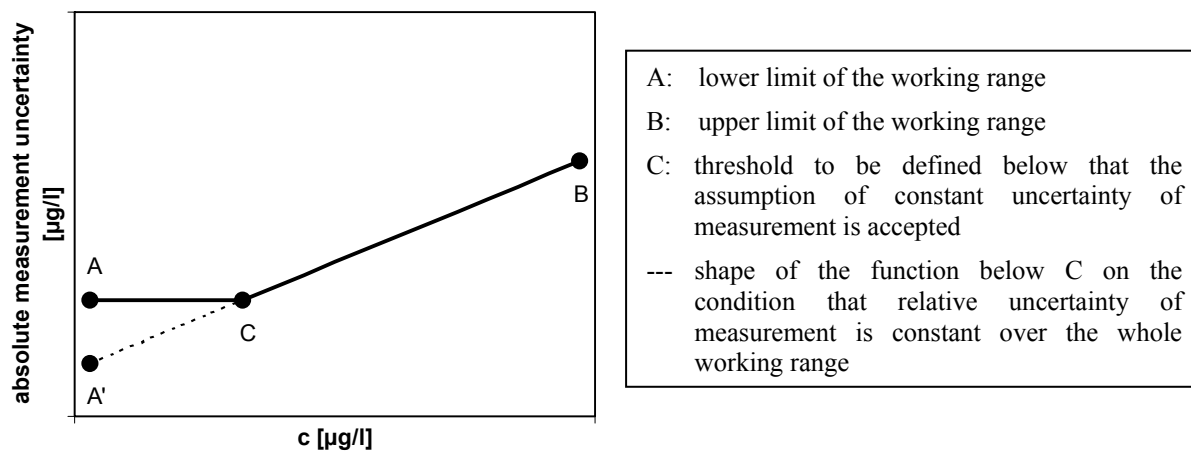 absolute measurement uncertainty
[µg/l]
A
A'
C
B
c [µg/l]
A: lower limit of the working range
B: upper limit of the working range
C: threshold to be defined below that the
assumption of constant uncertainty of
measurement is accepted
--- shape of the function below C on the
condition that relative uncertainty of
measurement is constant over the whole
working range